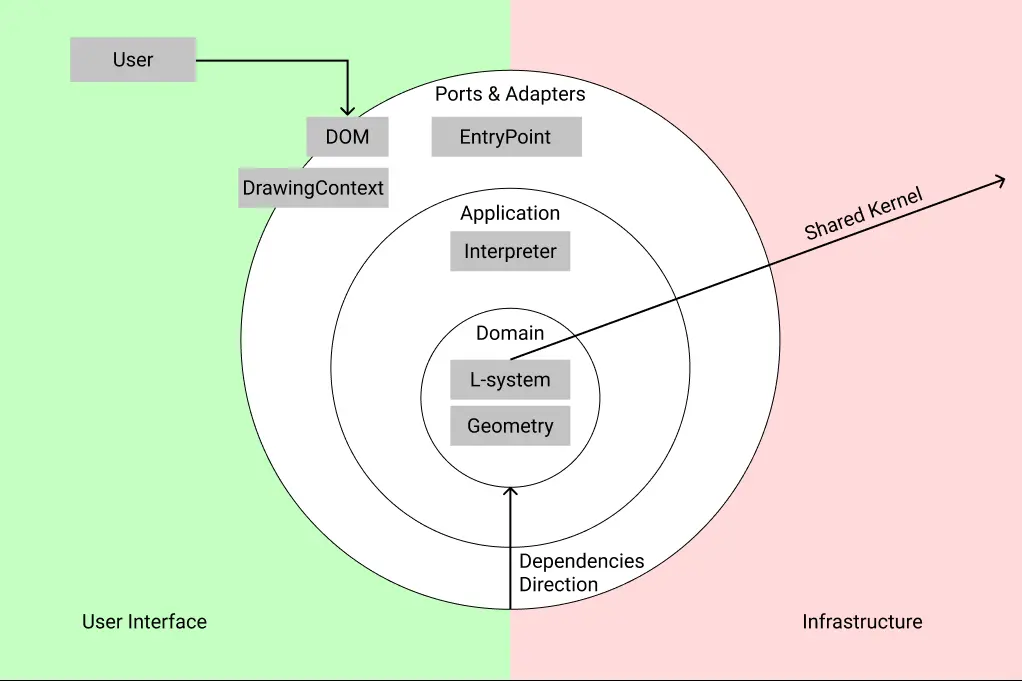 User
Ports & Adapters
DOM
EntryPoint
DrawingContext
Application
Shared Kernel
Interpreter
Domain
L-system
Geometry
Dependencies
Direction
User Interface
Infrastructure